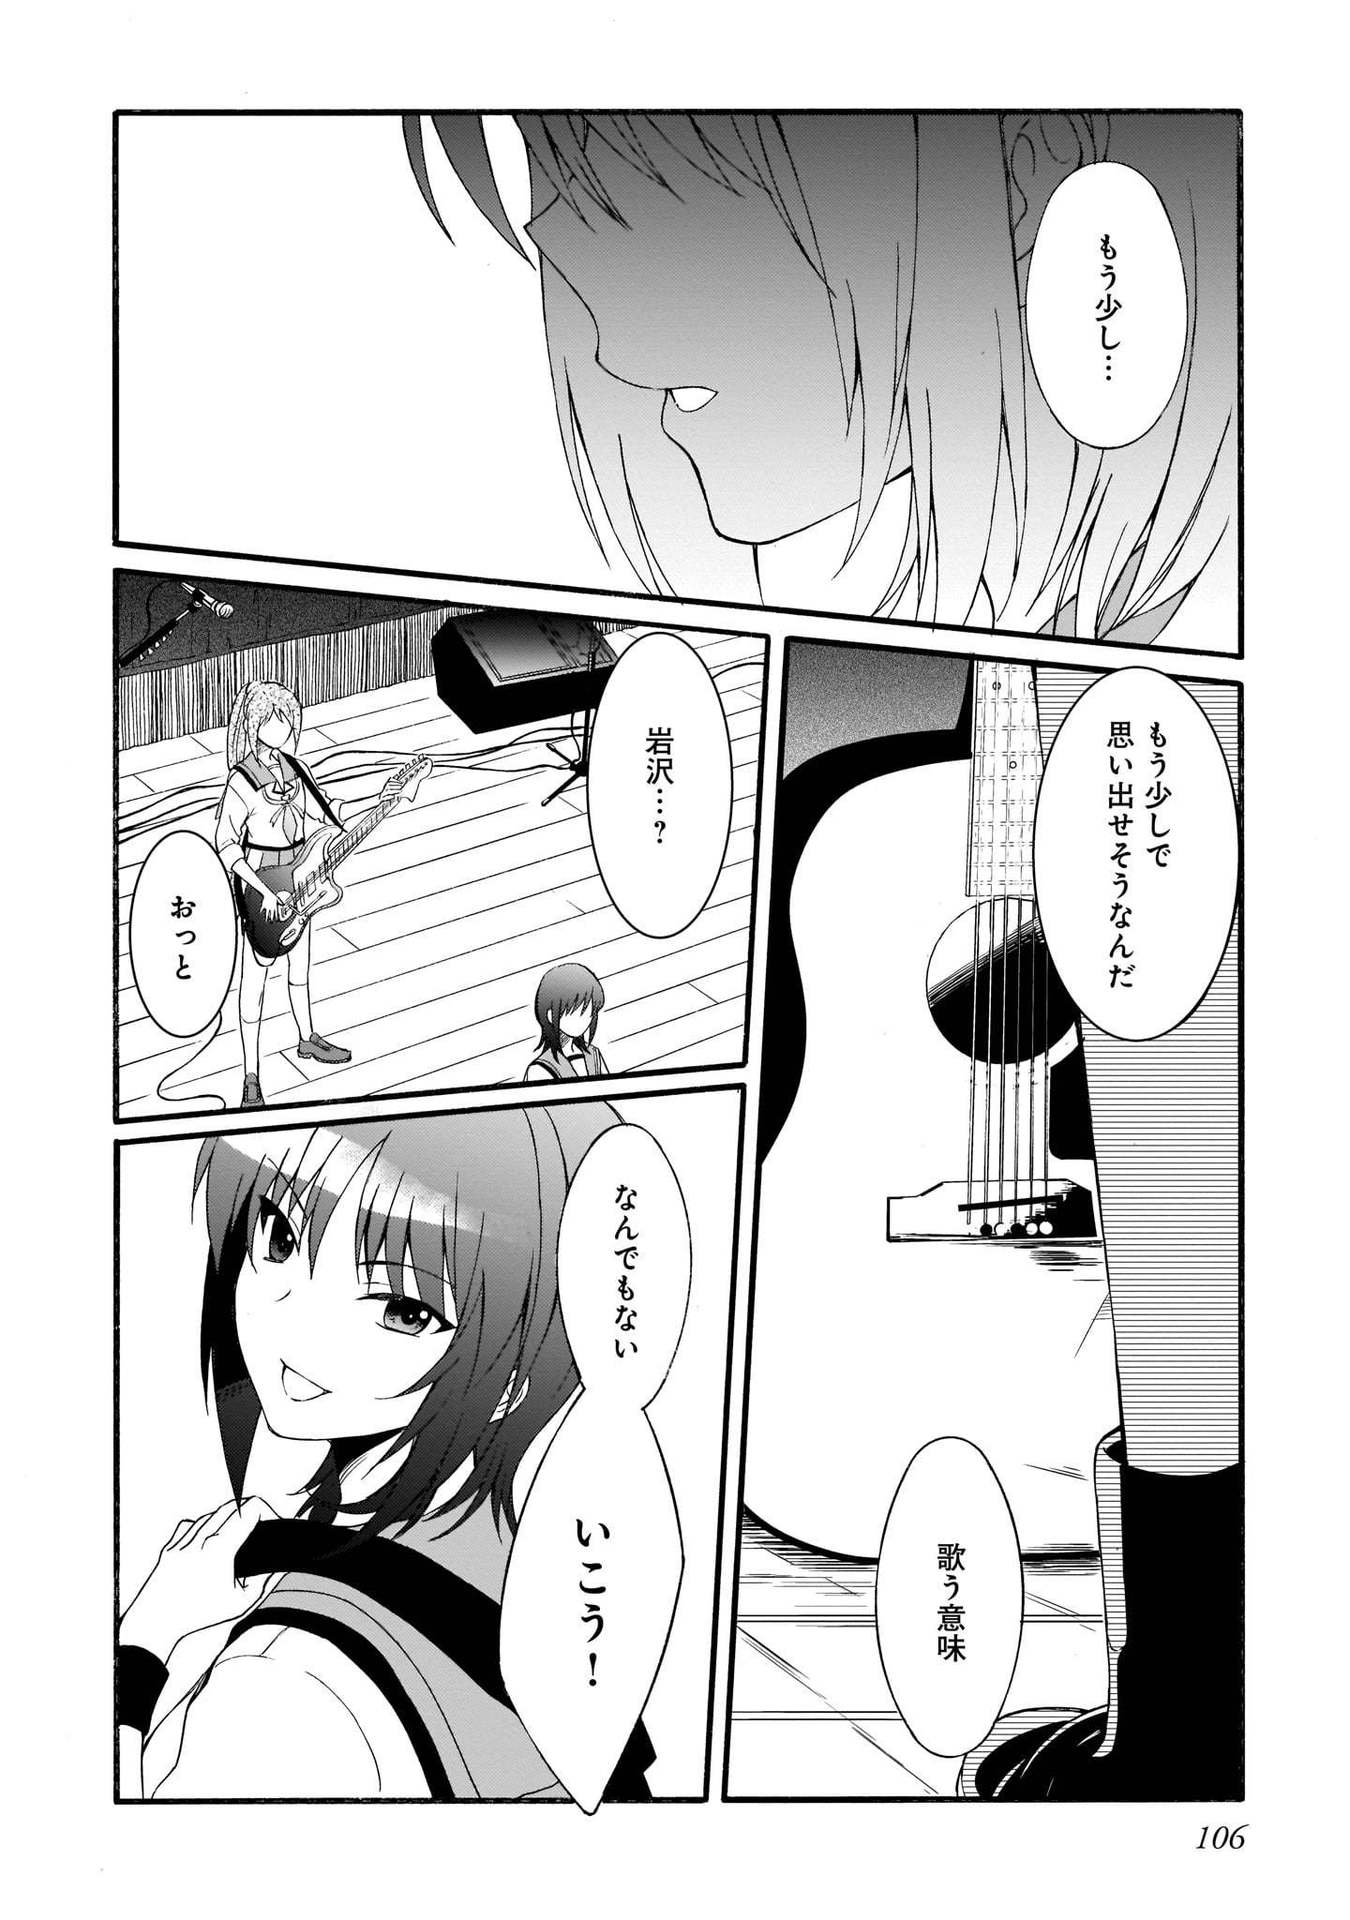 もう少し…
もう少しで
思い出せそうなんだ
歌う意味
岩沢…?
おっと
なんでもない
いこう!
106